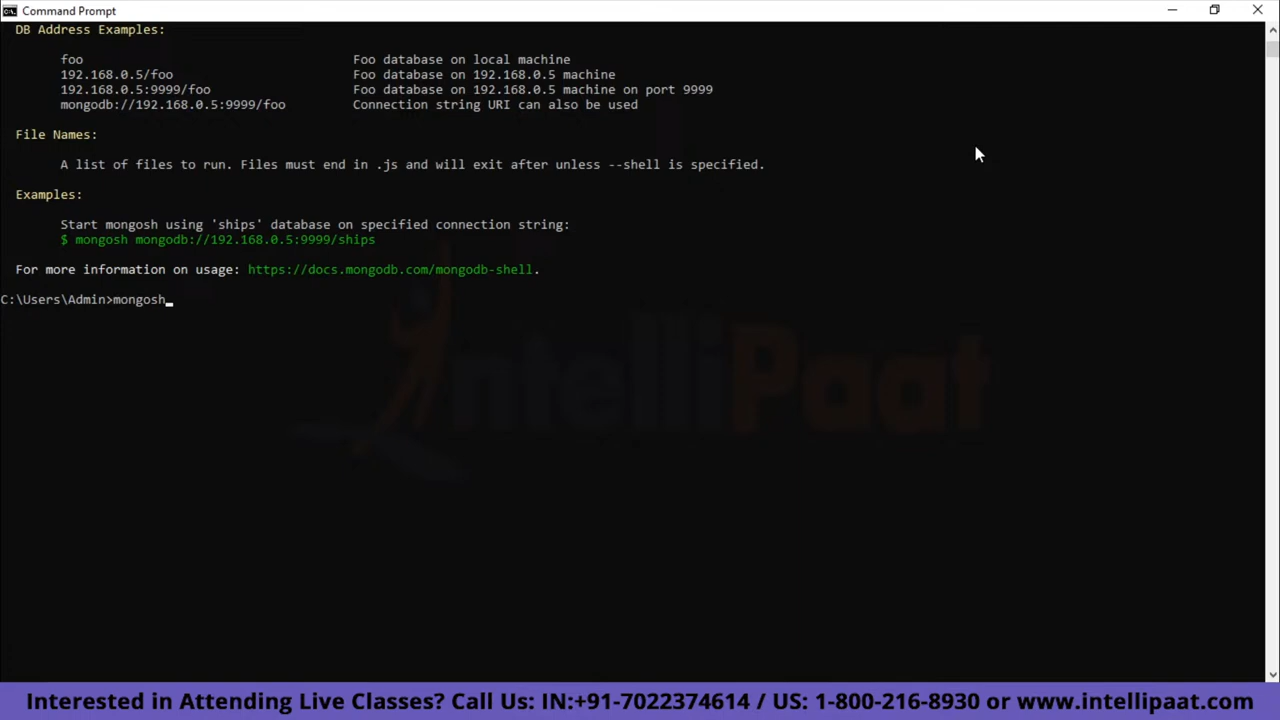 Command Prompt
DB Address Examples:
foo Foo database on local machine
192.168.0.5/foo Foo database on 192.168.0.5 machine
192.168.0.5:9999/foo Foo database on 192.168.0.5 machine on port 9999
mongodb://192.168.0.5:9999/foo Connection string URI can also be used
File Names:
A list of files to run. Files must end in .js and will exit after unless --shell is specified.
Examples:
Start mongosh using 'ships' database on specified connection string:
$ mongosh mongodb://192.168.0.5:9999/ships
For more information on usage: https://docs.mongodb.com/mongodb-shell.
C:\Users\Admin>mongosh
IntelliPaat
Interested in Attending Live Classes? Call Us: IN:+91-7022374614 / US: 1-800-216-8930 or www.intellipaat.com